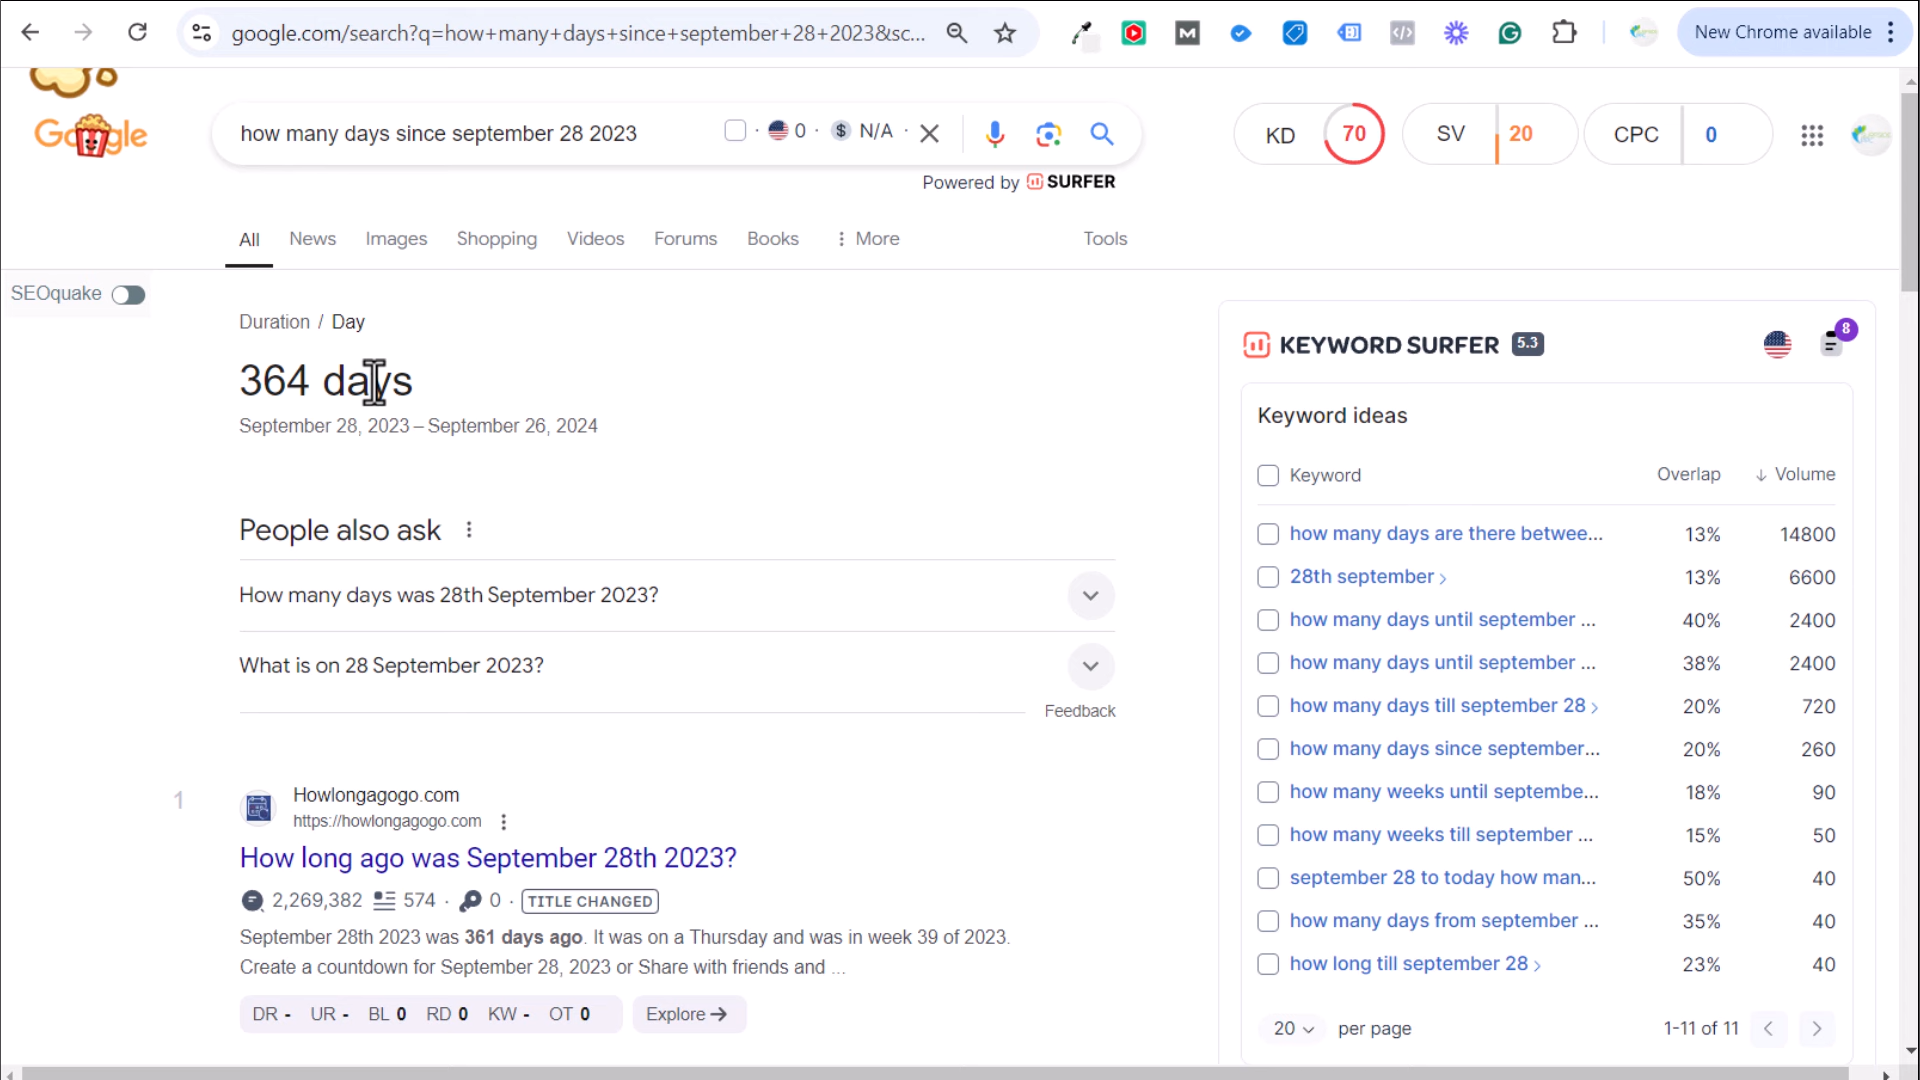 google.com/search?q=how+many+days+since+september+28+2023&sc...
New Chrome available
Google
how many days since september 28 2023
0 · $ N/A ·
KD 70
SV 20
CPC 0
Powered by SURFER
All News Images Shopping Videos Forums Books More Tools
SEOquake
Duration / Day
364 days
September 28, 2023 – September 26, 2024
People also ask
How many days was 28th September 2023?
What is on 28 September 2023?
Feedback
1
Howlongagogo.com
https://howlongagogo.com
How long ago was September 28th 2023?
2,269,382 574 · 0 · TITLE CHANGED
September 28th 2023 was 361 days ago. It was on a Thursday and was in week 39 of 2023.
Create a countdown for September 28, 2023 or Share with friends and ...
DR - UR - BL 0 RD 0 KW - OT 0 Explore →
KEYWORD SURFER 5.3
8
Keyword ideas
Keyword Overlap ↓ Volume
how many days are there betwee... 13% 14800
28th september › 13% 6600
how many days until september ... 40% 2400
how many days until september ... 38% 2400
how many days till september 28 › 20% 720
how many days since september... 20% 260
how many weeks until septembe... 18% 90
how many weeks till september ... 15% 50
september 28 to today how man... 50% 40
how many days from september ... 35% 40
how long till september 28 › 23% 40
20 per page 1-11 of 11